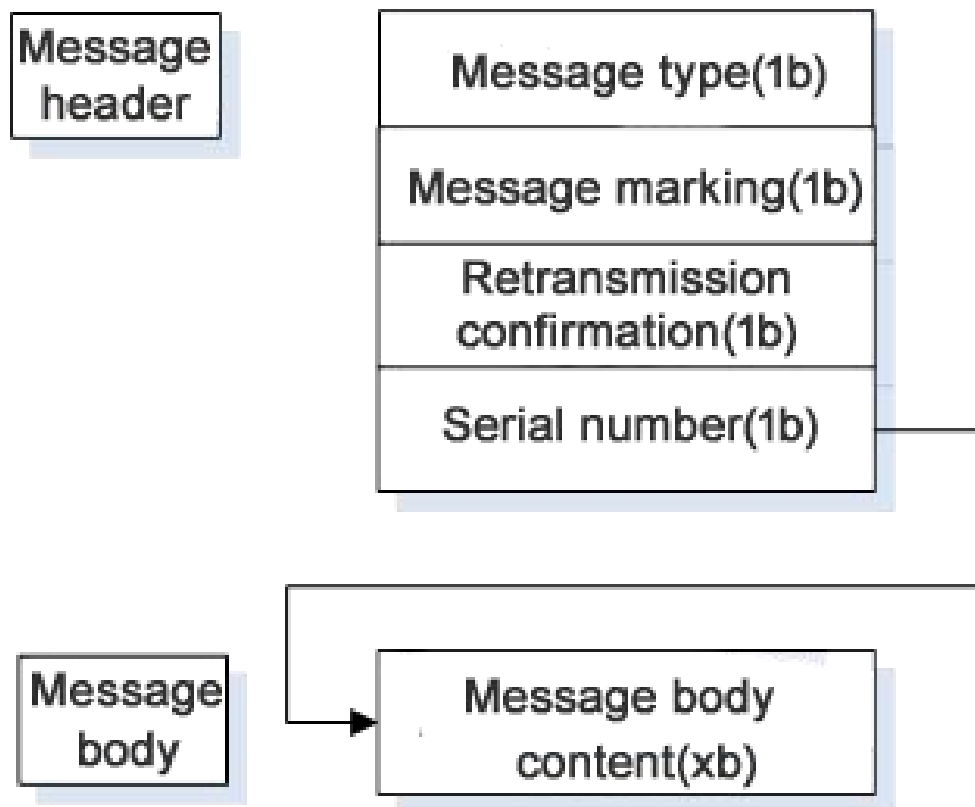 Message
header
Message type(1b)
Message marking(1b)
Retransmission
confirmation(1b)
Serial number(1b)
Message
body
Message body
content(xb)